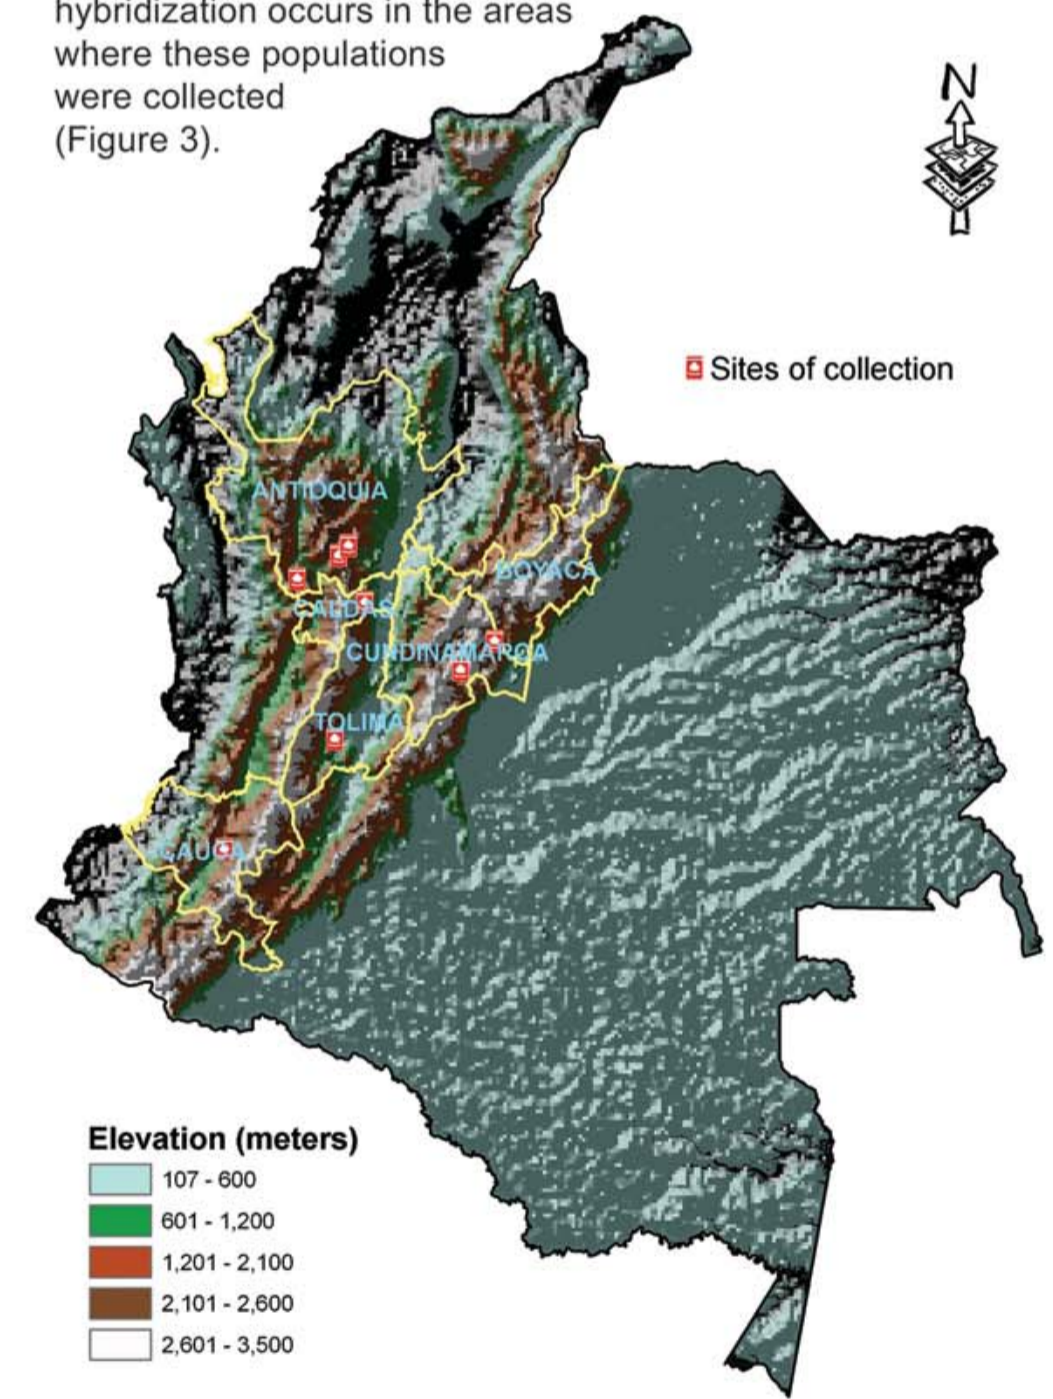 hybridization occurs in the areas
where these populations
were collected
(Figure 3).
N
Sites of collection
ANTIOQUIA
BOYACA
CALDAS
CUNDINAMARCA
TOLIMA
CAUCA
Elevation (meters)
107 - 600
601 - 1,200
1,201 - 2,100
2,101 - 2,600
2,601 - 3,500